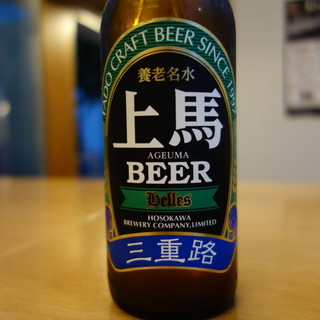 CRAFT BEER SINCE
養老名水
上馬
AGEUMA
BEER
Helles
HOSOKAWA
BREWERY COMPANY,LIMITED
三重路